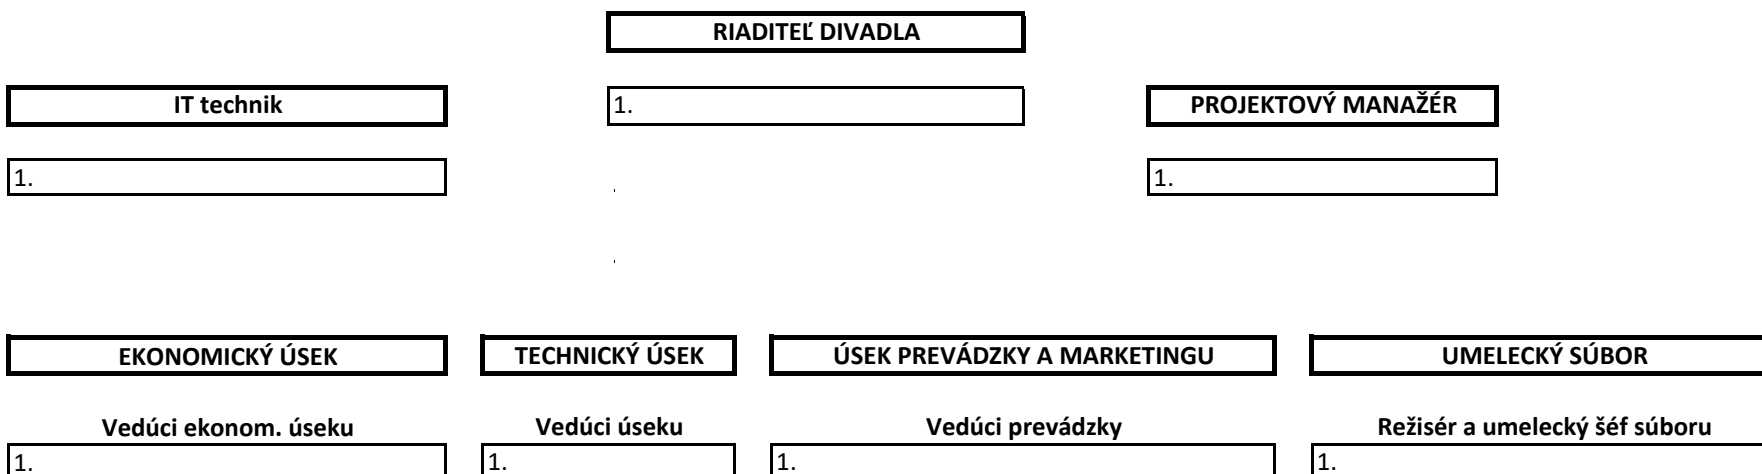 RIADITEĽ DIVADLA
IT technik
1.
PROJEKTOVÝ MANAŽÉR
1.
1.
EKONOMICKÝ ÚSEK
TECHNICKÝ ÚSEK
ÚSEK PREVÁDZKY A MARKETINGU
UMELECKÝ SÚBOR
Vedúci ekonom. úseku
Vedúci úseku
Vedúci prevádzky
Režisér a umelecký šéf súboru
1.
1.
1.
1.